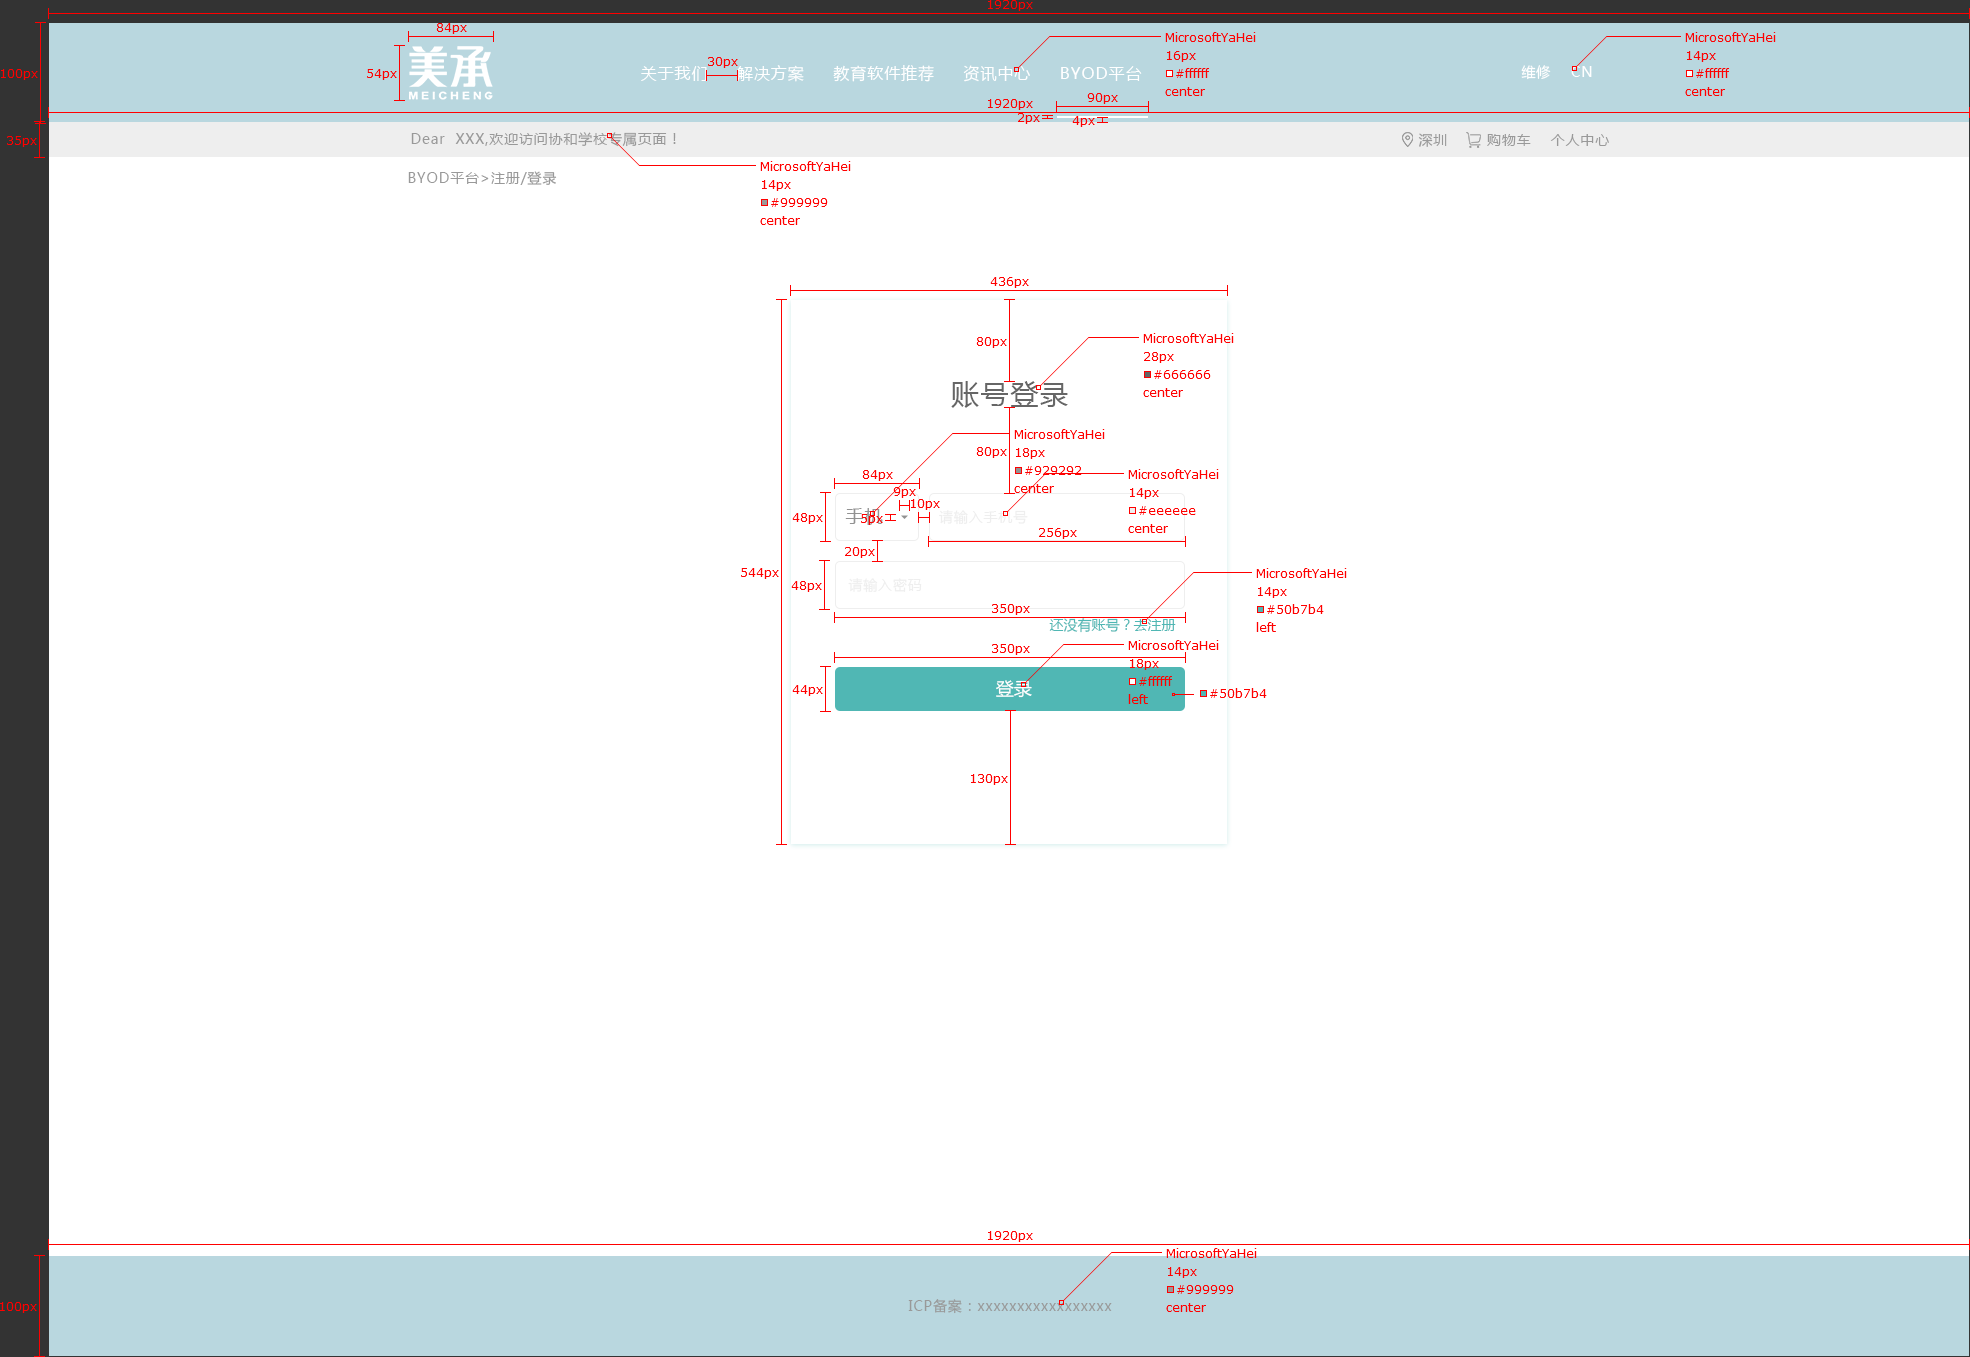 1920px
84px
54px
100px
美承
MEICHENG
关于我们
30px
解决方案
教育软件推荐
资讯中心
BYOD平台
MicrosoftYaHei
16px
#ffffff
center
维修
CN
MicrosoftYaHei
14px
#ffffff
center
1920px
90px
2px
4px
35px
Dear XXX,欢迎访问协和学校专属页面！
深圳
购物车
个人中心
MicrosoftYaHei
14px
#999999
center
BYOD平台>注册/登录
436px
80px
MicrosoftYaHei
28px
#666666
center
账号登录
80px
MicrosoftYaHei
18px
#929292
center
84px
9px
10px
MicrosoftYaHei
14px
#eeeeee
center
48px
手机
5px
请输入手机号
256px
20px
544px
48px
请输入密码
350px
MicrosoftYaHei
14px
#50b7b4
left
还没有账号？去注册
350px
MicrosoftYaHei
18px
#ffffff
left
44px
登录
#50b7b4
130px
1920px
MicrosoftYaHei
14px
#999999
center
100px
ICP备案：xxxxxxxxxxxxxxxxx